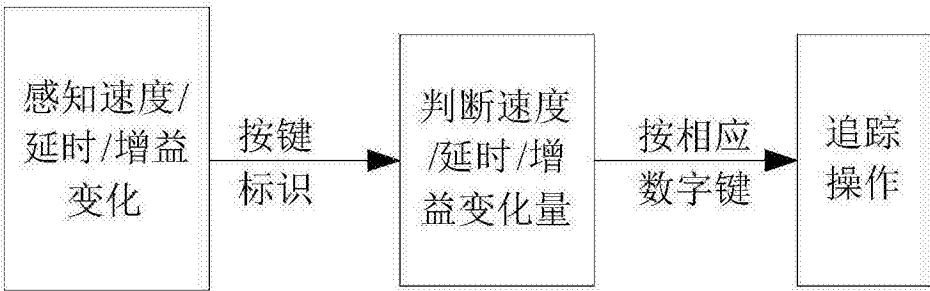 感知速度/
延时/增益
变化
按键
标识
判断速度
/延时/增
益变化量
按相应
数字键
追踪
操作